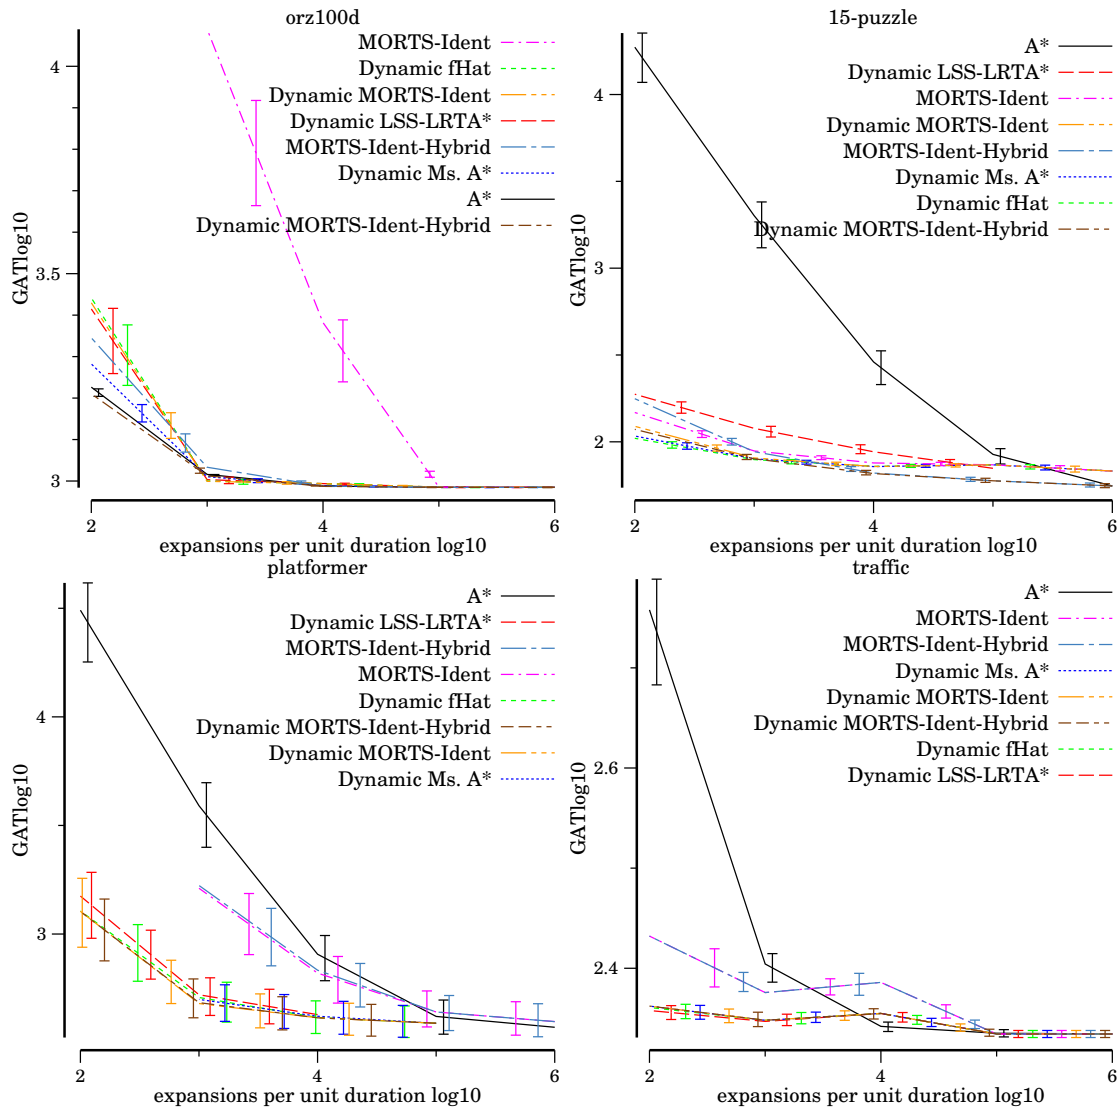 orz100d
GATlog10
4
3.5
3
2
4
6
expansions per unit duration log10
MORTS-Ident
Dynamic fHat
Dynamic MORTS-Ident
Dynamic LSS-LRTA*
MORTS-Ident-Hybrid
Dynamic Ms. A*
A*
Dynamic MORTS-Ident-Hybrid
15-puzzle
GATlog10
4
3
2
2
4
6
expansions per unit duration log10
A*
Dynamic LSS-LRTA*
MORTS-Ident
Dynamic MORTS-Ident
MORTS-Ident-Hybrid
Dynamic Ms. A*
Dynamic fHat
Dynamic MORTS-Ident-Hybrid
platformer
GATlog10
4
3
2
4
6
expansions per unit duration log10
A*
Dynamic LSS-LRTA*
MORTS-Ident-Hybrid
MORTS-Ident
Dynamic fHat
Dynamic MORTS-Ident-Hybrid
Dynamic MORTS-Ident
Dynamic Ms. A*
traffic
GATlog10
2.6
2.4
2
4
6
expansions per unit duration log10
A*
MORTS-Ident
MORTS-Ident-Hybrid
Dynamic Ms. A*
Dynamic MORTS-Ident
Dynamic MORTS-Ident-Hybrid
Dynamic fHat
Dynamic LSS-LRTA*